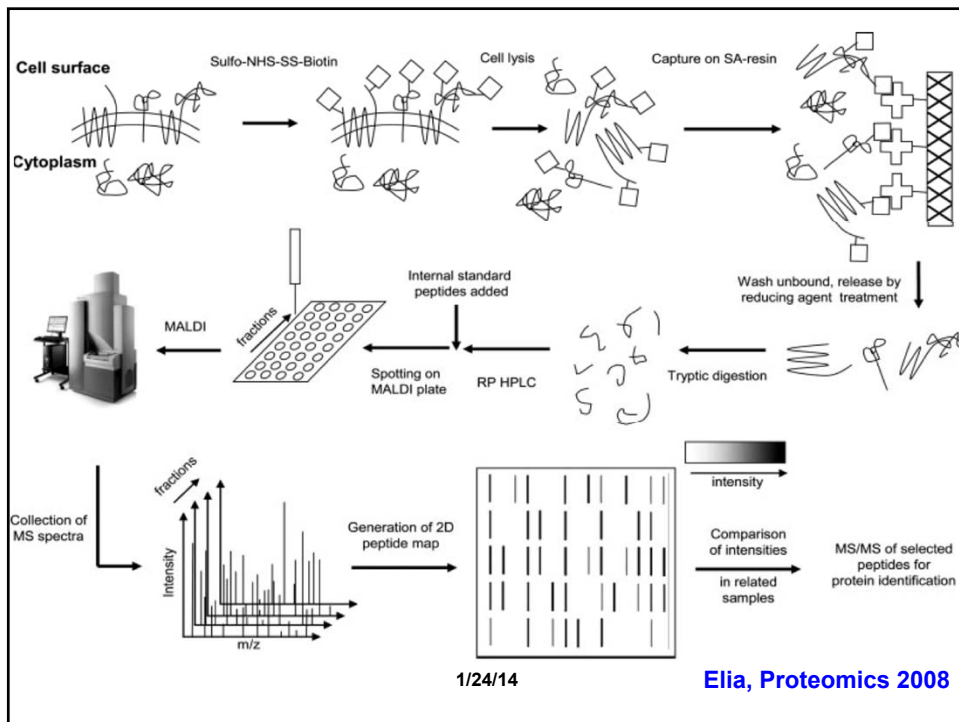 Cell surface
Sulfo-NHS-SS-Biotin
Cell lysis
Capture on SA-resin
Cytoplasm
Wash unbound, release by
reducing agent treatment
Internal standard
peptides added
MALDI
fractions
Spotting on
MALDI plate
RP HPLC
Tryptic digestion
Collection of
MS spectra
fractions
Intensity
m/z
Generation of 2D
peptide map
intensity
Comparison
of intensities
in related
samples
MS/MS of selected
peptides for
protein identification
1/24/14
Elia, Proteomics 2008